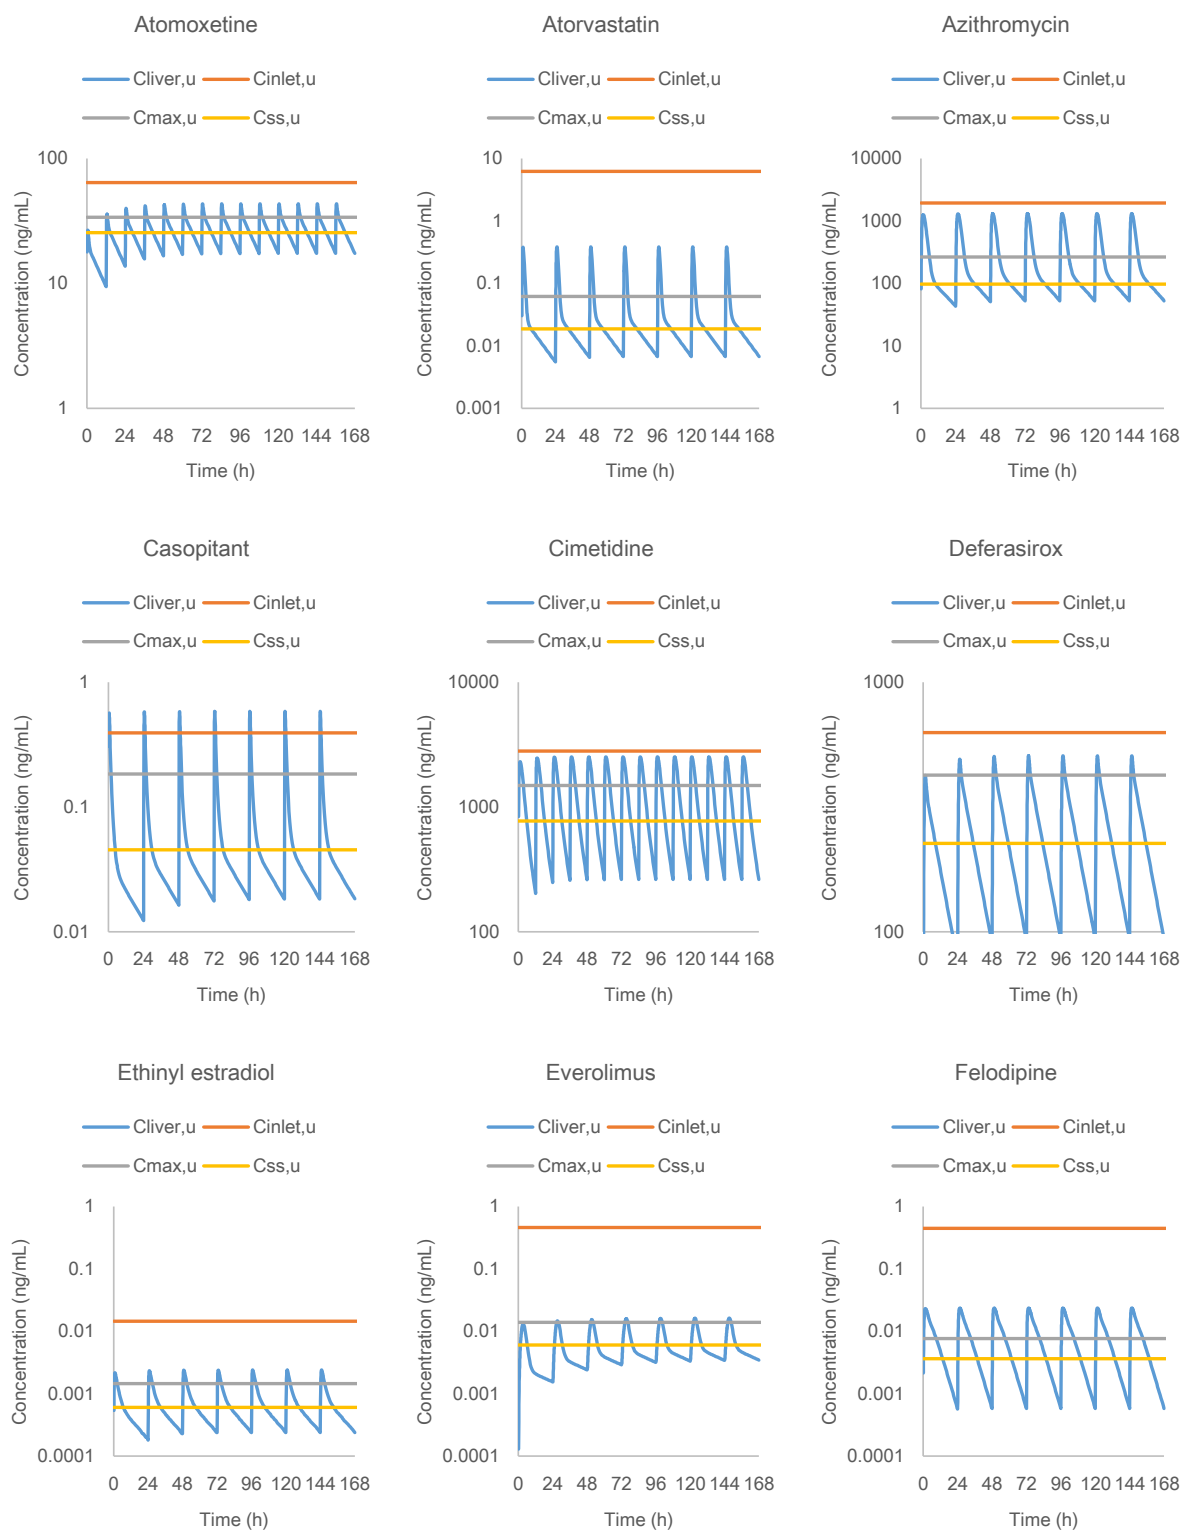 Atomoxetine
Cliver,u Cinlet,u
Cmax,u Css,u
Concentration (ng/mL)
100
10
1
0 24 48 72 96 120 144 168
Time (h)
Atorvastatin
Cliver,u Cinlet,u
Cmax,u Css,u
Concentration (ng/mL)
10
1
0.1
0.01
0.001
0 24 48 72 96 120 144 168
Time (h)
Azithromycin
Cliver,u Cinlet,u
Cmax,u Css,u
Concentration (ng/mL)
10000
1000
100
10
1
0 24 48 72 96 120 144 168
Time (h)
Casopitant
Cliver,u Cinlet,u
Cmax,u Css,u
Concentration (ng/mL)
1
0.1
0.01
0 24 48 72 96 120 144 168
Time (h)
Cimetidine
Cliver,u Cinlet,u
Cmax,u Css,u
Concentration (ng/mL)
10000
1000
100
0 24 48 72 96 120 144 168
Time (h)
Deferasirox
Cliver,u Cinlet,u
Cmax,u Css,u
Concentration (ng/mL)
1000
100
0 24 48 72 96 120 144 168
Time (h)
Ethinyl estradiol
Cliver,u Cinlet,u
Cmax,u Css,u
Concentration (ng/mL)
1
0.1
0.01
0.001
0.0001
0 24 48 72 96 120 144 168
Time (h)
Everolimus
Cliver,u Cinlet,u
Cmax,u Css,u
Concentration (ng/mL)
1
0.1
0.01
0.001
0.0001
0 24 48 72 96 120 144 168
Time (h)
Felodipine
Cliver,u Cinlet,u
Cmax,u Css,u
Concentration (ng/mL)
1
0.1
0.01
0.001
0.0001
0 24 48 72 96 120 144 168
Time (h)